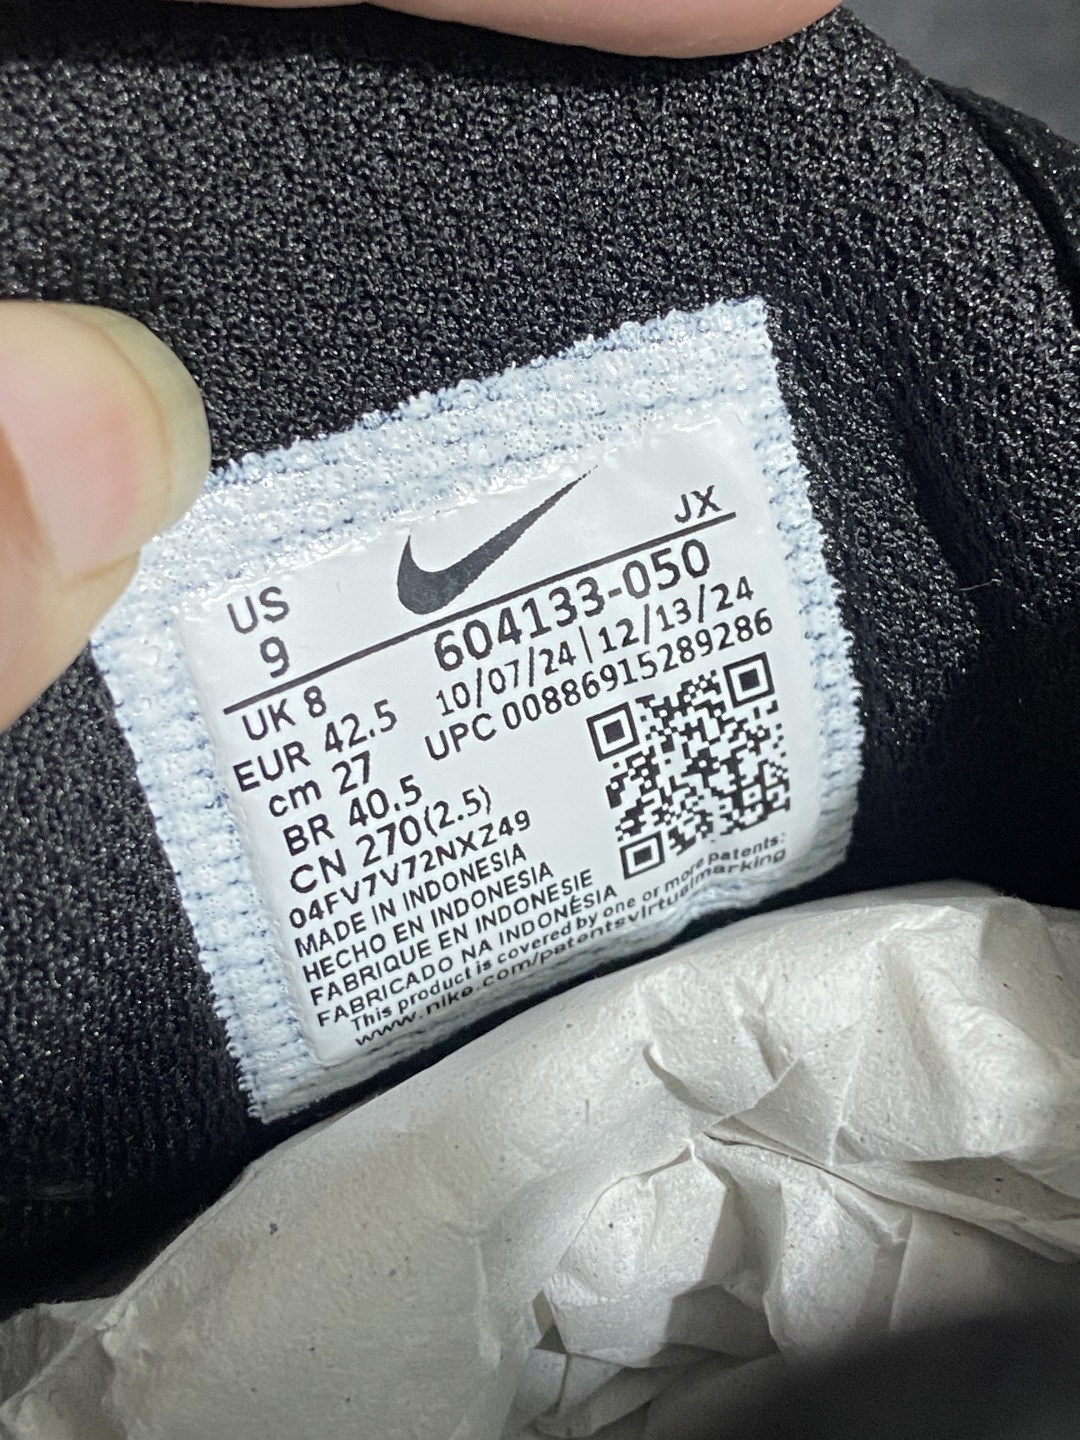 JX
US
9
604133-050
10/07/24|12/13/24
UPC 00886915289286
UK 8
EUR 42.5
cm 27
BR 40.5
CN 270(2.5)
04FV7V72NXZ49
MADE IN INDONESIA
HECHO EN INDONESIA
FABRIQUE EN INDONESIE
FABRICADO NA INDONÉSIA
This product is covered by one or more patents:
www.nike.com/patentsvirtualmarking